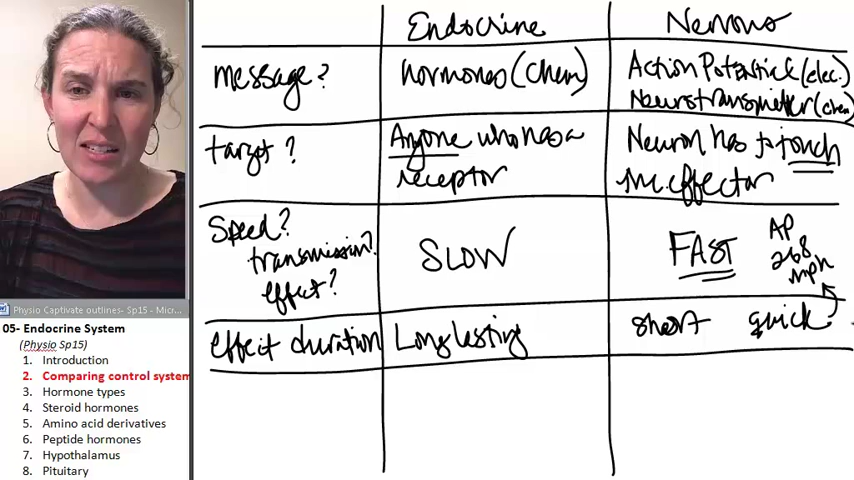 Endocrine
Nervous
message?
hormones (Chem)
Action Potential (elec.)
Neurotransmitter (chem)
target?
Anyone who has a
receptor
Neuron has to touch
the effector
Speed?
transmission?
effect?
SLOW
FAST
AP
268
mph
effect duration
Long lasting
short
quick
Physio Captivate outlines- Sp15 - Micr...
05- Endocrine System
(Physio Sp15)
1. Introduction
2. Comparing control system
3. Hormone types
4. Steroid hormones
5. Amino acid derivatives
6. Peptide hormones
7. Hypothalamus
8. Pituitary